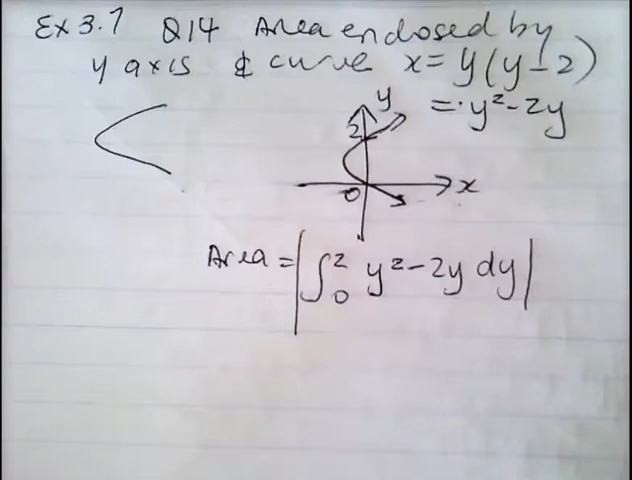 Ex 3.7 Q14 Area enclosed by
y axis & curve x = y(y-2)
= y²-2y
y
2
0
x
Area = |∫₀² y²-2y dy|